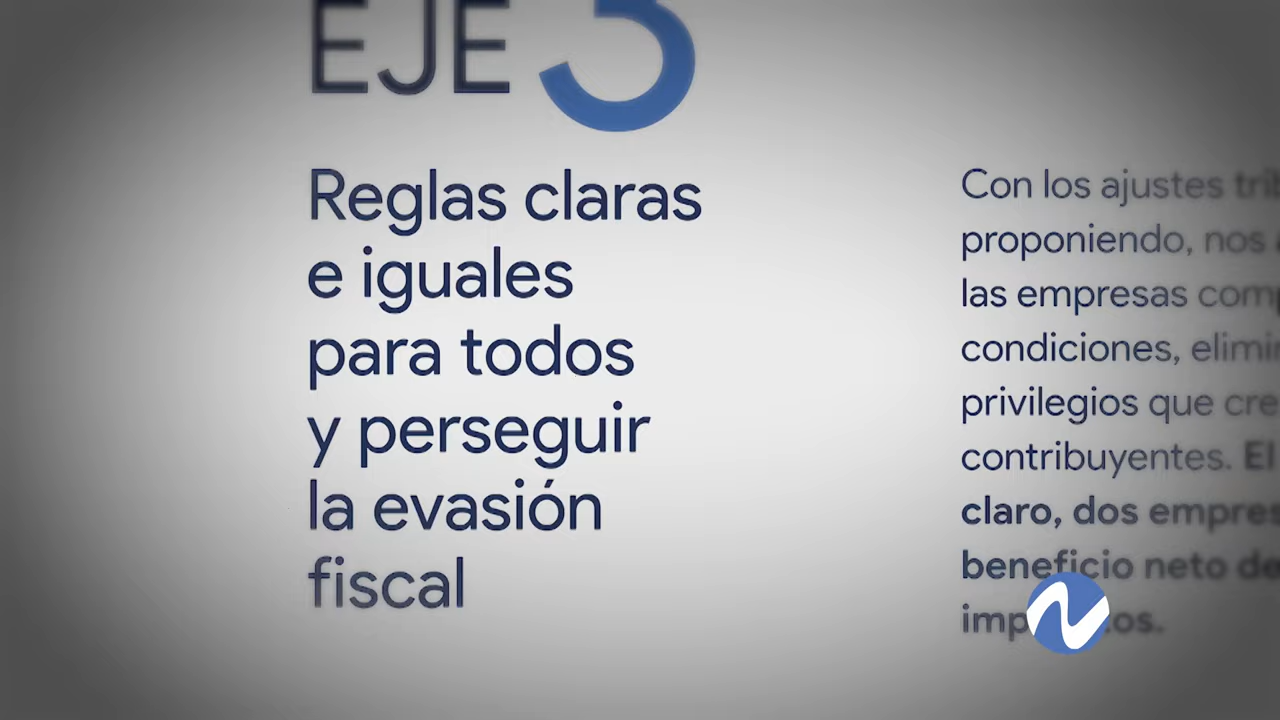 EJE 3
Reglas claras
e iguales
para todos
y perseguir
la evasión
fiscal
Con los ajustes
proponiendo, nos
las empresas
condiciones,
privilegios que
contribuyentes. El
claro, dos
beneficio neto